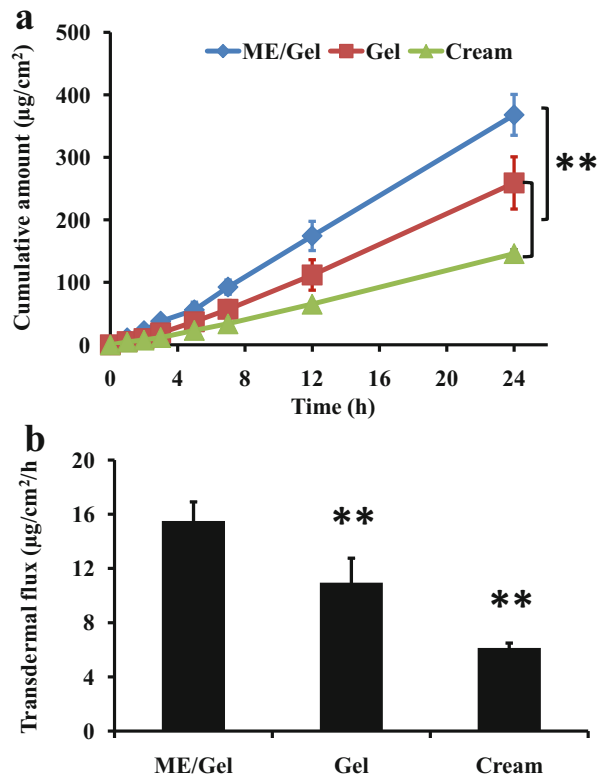 a
Cumulative amount (µg/cm²)
500
400
300
200
100
0
ME/Gel Gel Cream
**
0 4 8 12 16 20 24
Time (h)
b
Transdermal flux (µg/cm²/h)
20
16
12
8
4
0
**
**
ME/Gel Gel Cream